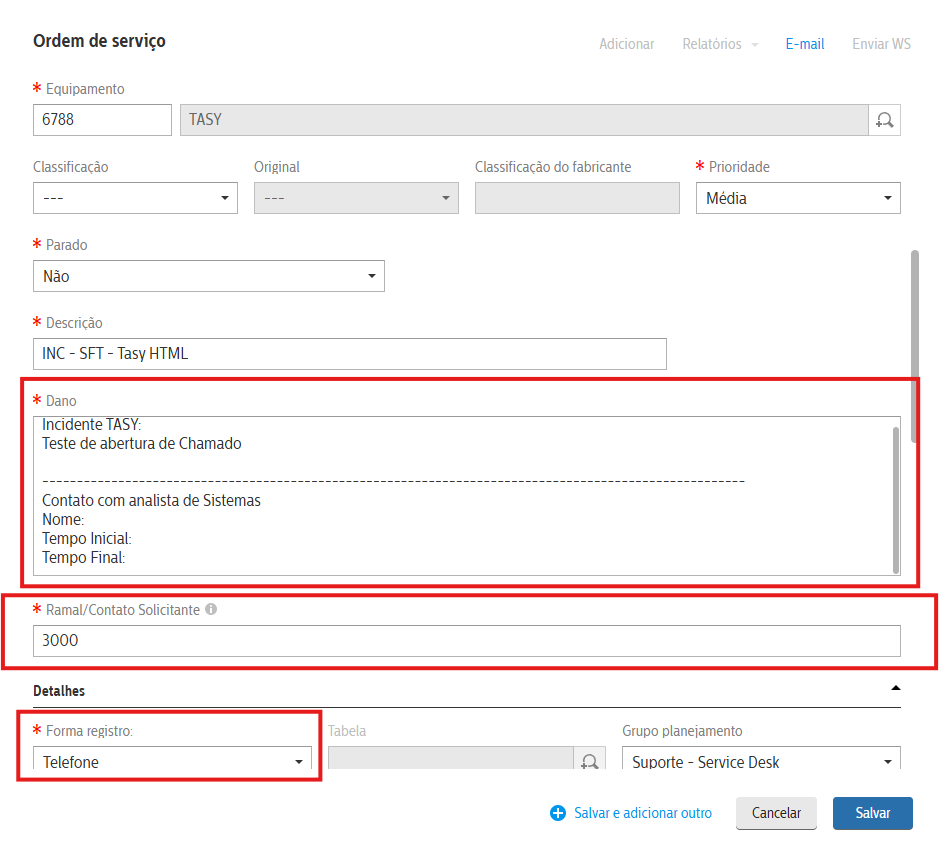 Ordem de serviço
Adicionar Relatórios E-mail Enviar WS
* Equipamento
6788 TASY
Classificação Original Classificação do fabricante * Prioridade
--- --- Média
* Parado
Não
* Descrição
INC - SFT - Tasy HTML
* Dano
Incidente TASY:
Teste de abertura de Chamado
------------------------------------------------------------------------------------------------------
Contato com analista de Sistemas
Nome:
Tempo Inicial:
Tempo Final:
* Ramal/Contato Solicitante
3000
Detalhes
* Forma registro: Tabela Grupo planejamento
Telefone Suporte - Service Desk
Salvar e adicionar outro Cancelar Salvar